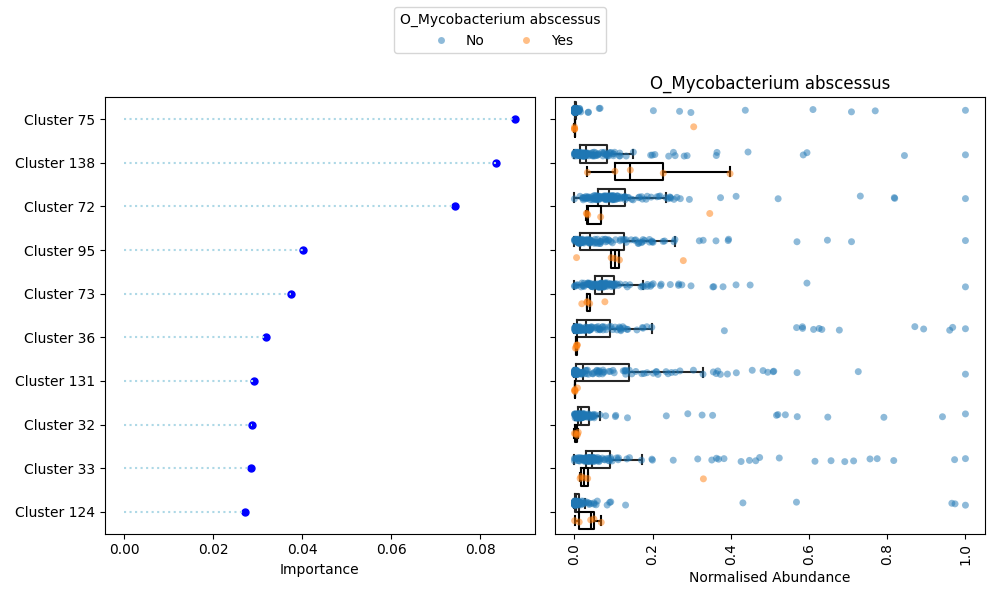 O_Mycobacterium abscessus
No Yes
O_Mycobacterium abscessus
Cluster 75
Cluster 138
Cluster 72
Cluster 95
Cluster 73
Cluster 36
Cluster 131
Cluster 32
Cluster 33
Cluster 124
0.00 0.02 0.04 0.06 0.08
Importance
0.0 0.2 0.4 0.6 0.8 1.0
Normalised Abundance